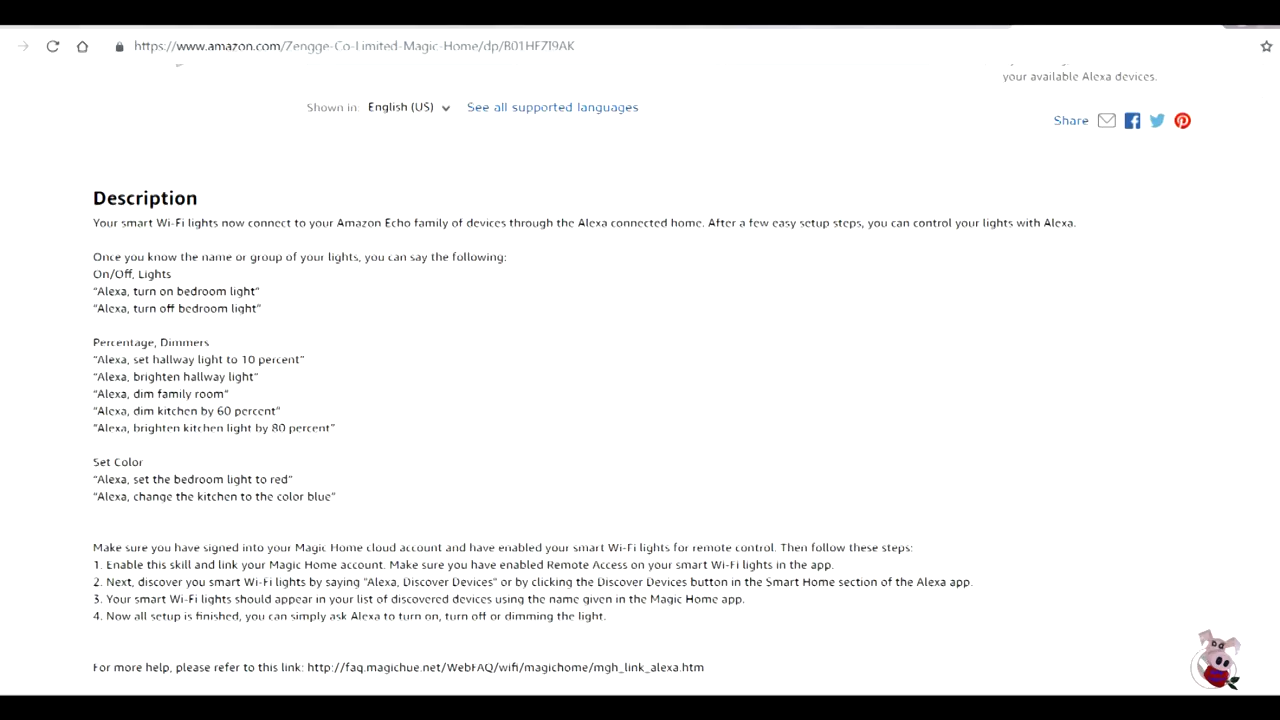 https://www.amazon.com/Zengge-Co-Limited-Magic-Home/dp/B01HFZI9AK
your available Alexa devices.
Shown in: English (US) See all supported languages
Share
Description
Your smart Wi-Fi lights now connect to your Amazon Echo family of devices through the Alexa connected home. After a few easy setup steps, you can control your lights with Alexa.
Once you know the name or group of your lights, you can say the following:
On/Off, Lights
“Alexa, turn on bedroom light”
“Alexa, turn off bedroom light”
Percentage, Dimmers
“Alexa, set hallway light to 10 percent”
“Alexa, brighten hallway light”
“Alexa, dim family room”
“Alexa, dim kitchen by 60 percent”
“Alexa, brighten kitchen light by 80 percent”
Set Color
“Alexa, set the bedroom light to red”
“Alexa, change the kitchen to the color blue”
Make sure you have signed into your Magic Home cloud account and have enabled your smart Wi-Fi lights for remote control. Then follow these steps:
1. Enable this skill and link your Magic Home account. Make sure you have enabled Remote Access on your smart Wi-Fi lights in the app.
2. Next, discover you smart Wi-Fi lights by saying “Alexa, Discover Devices” or by clicking the Discover Devices button in the Smart Home section of the Alexa app.
3. Your smart Wi-Fi lights should appear in your list of discovered devices using the name given in the Magic Home app.
4. Now all setup is finished, you can simply ask Alexa to turn on, turn off or dimming the light.
For more help, please refer to this link: http://faq.magichue.net/WebFAQ/wifi/magichome/mgh_link_alexa.htm